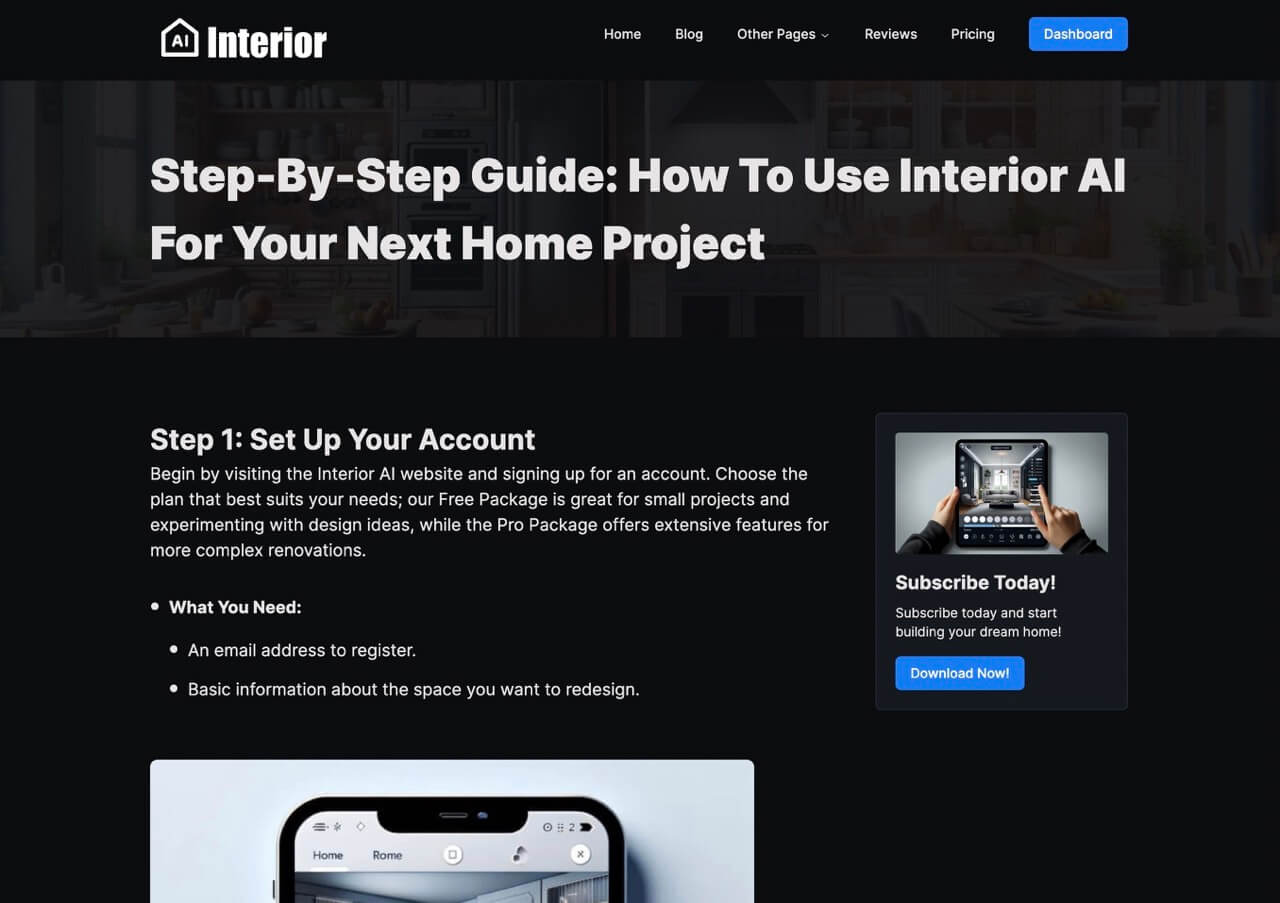 AI Interior
Home Blog Other Pages Reviews Pricing Dashboard
Step-By-Step Guide: How To Use Interior AI
For Your Next Home Project
Step 1: Set Up Your Account
Begin by visiting the Interior AI website and signing up for an account. Choose the
plan that best suits your needs; our Free Package is great for small projects and
experimenting with design ideas, while the Pro Package offers extensive features for
more complex renovations.
What You Need:
An email address to register.
Basic information about the space you want to redesign.
Subscribe Today!
Subscribe today and start
building your dream home!
Download Now!
2
Home Rome